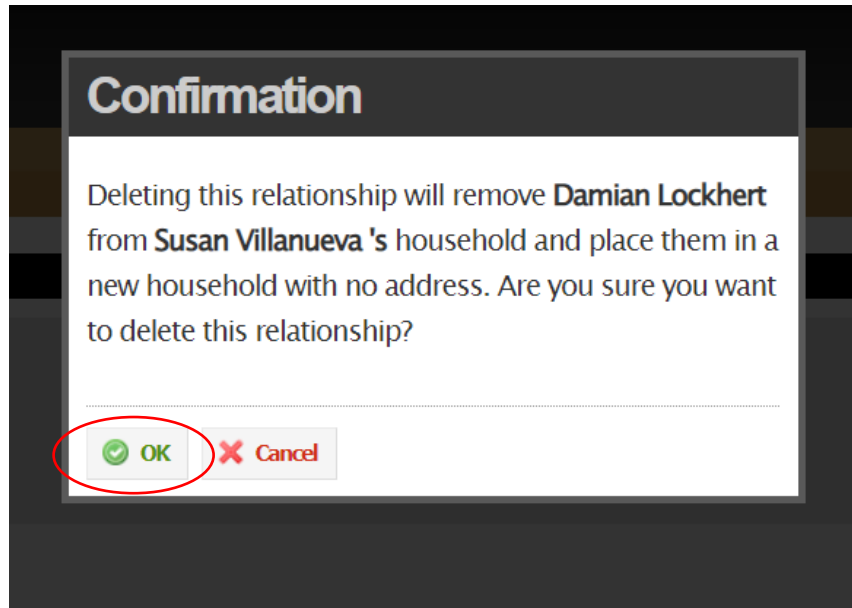 Confirmation
Deleting this relationship will remove Damian Lockhert
from Susan Villanueva 's household and place them in a
new household with no address. Are you sure you want
to delete this relationship?
OK Cancel